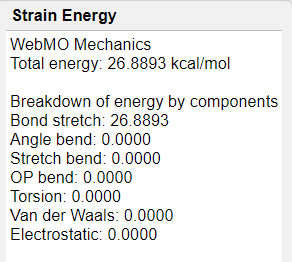 Strain Energy
WebMO Mechanics
Total energy: 26.8893 kcal/mol
Breakdown of energy by components
Bond stretch: 26.8893
Angle bend: 0.0000
Stretch bend: 0.0000
OP bend: 0.0000
Torsion: 0.0000
Van der Waals: 0.0000
Electrostatic: 0.0000